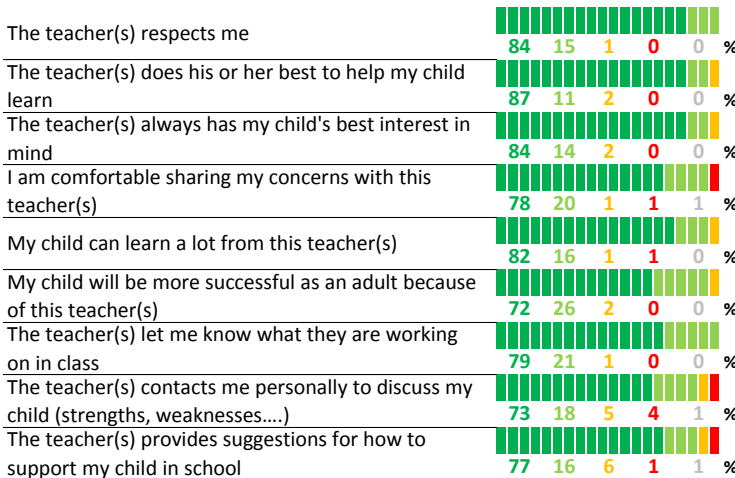 The teacher(s) respects me
84 15 1 0 0 %
The teacher(s) does his or her best to help my child
learn
87 11 2 0 0 %
The teacher(s) always has my child's best interest in
mind
84 14 2 0 0 %
I am comfortable sharing my concerns with this
teacher(s)
78 20 1 1 1 %
My child can learn a lot from this teacher(s)
82 16 1 1 0 %
My child will be more successful as an adult because
of this teacher(s)
72 26 2 0 0 %
The teacher(s) let me know what they are working
on in class
79 21 1 0 0 %
The teacher(s) contacts me personally to discuss my
child (strengths, weaknesses....)
73 18 5 4 1 %
The teacher(s) provides suggestions for how to
support my child in school
77 16 6 1 1 %